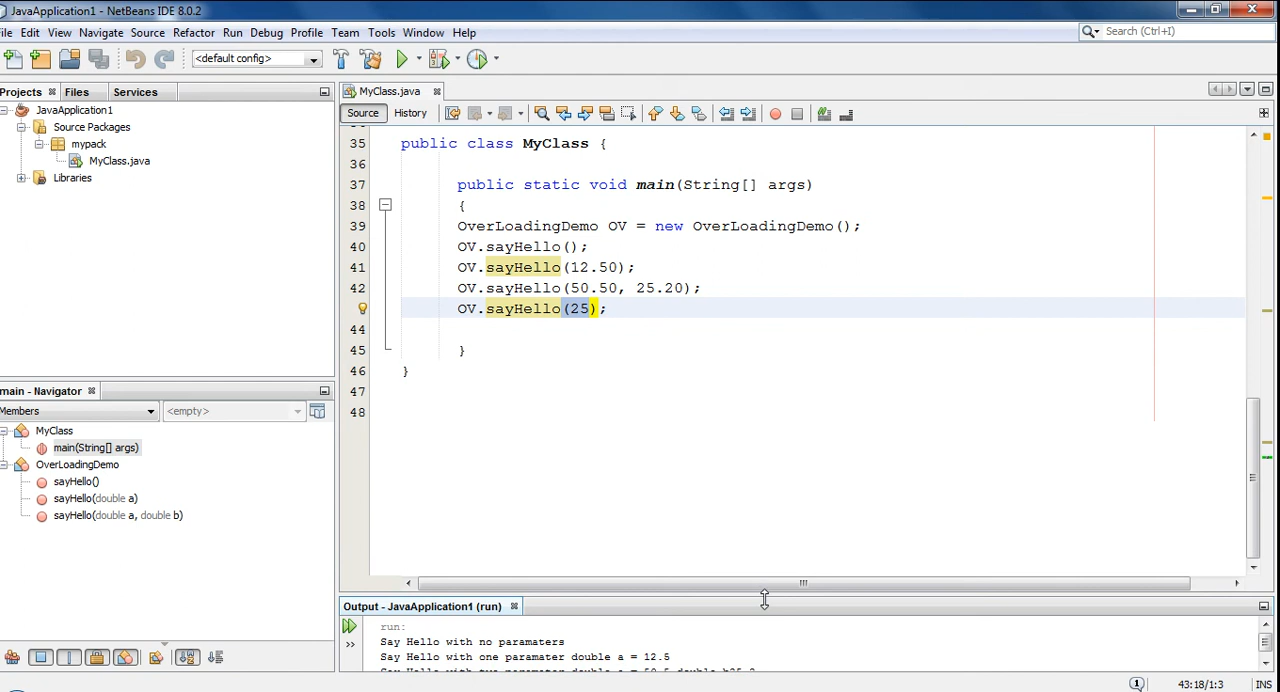 JavaApplication1 - NetBeans IDE 8.0.2
File Edit View Navigate Source Refactor Run Debug Profile Team Tools Window Help
Search (Ctrl+I)
<default config>
Projects Files Services
MyClass.java
Source History
JavaApplication1
Source Packages
mypack
MyClass.java
Libraries
35 public class MyClass {
36
37 public static void main(String[] args)
38 {
39 OverLoadingDemo OV = new OverLoadingDemo();
40 OV.sayHello();
41 OV.sayHello(12.50);
42 OV.sayHello(50.50, 25.20);
OV.sayHello(25);
44
45 }
46 }
47
48
main - Navigator
Members <empty>
MyClass
main(String[] args)
OverLoadingDemo
sayHello()
sayHello(double a)
sayHello(double a, double b)
Output - JavaApplication1 (run)
run:
Say Hello with no paramaters
Say Hello with one paramater double a = 12.5
43:18/1:3 INS